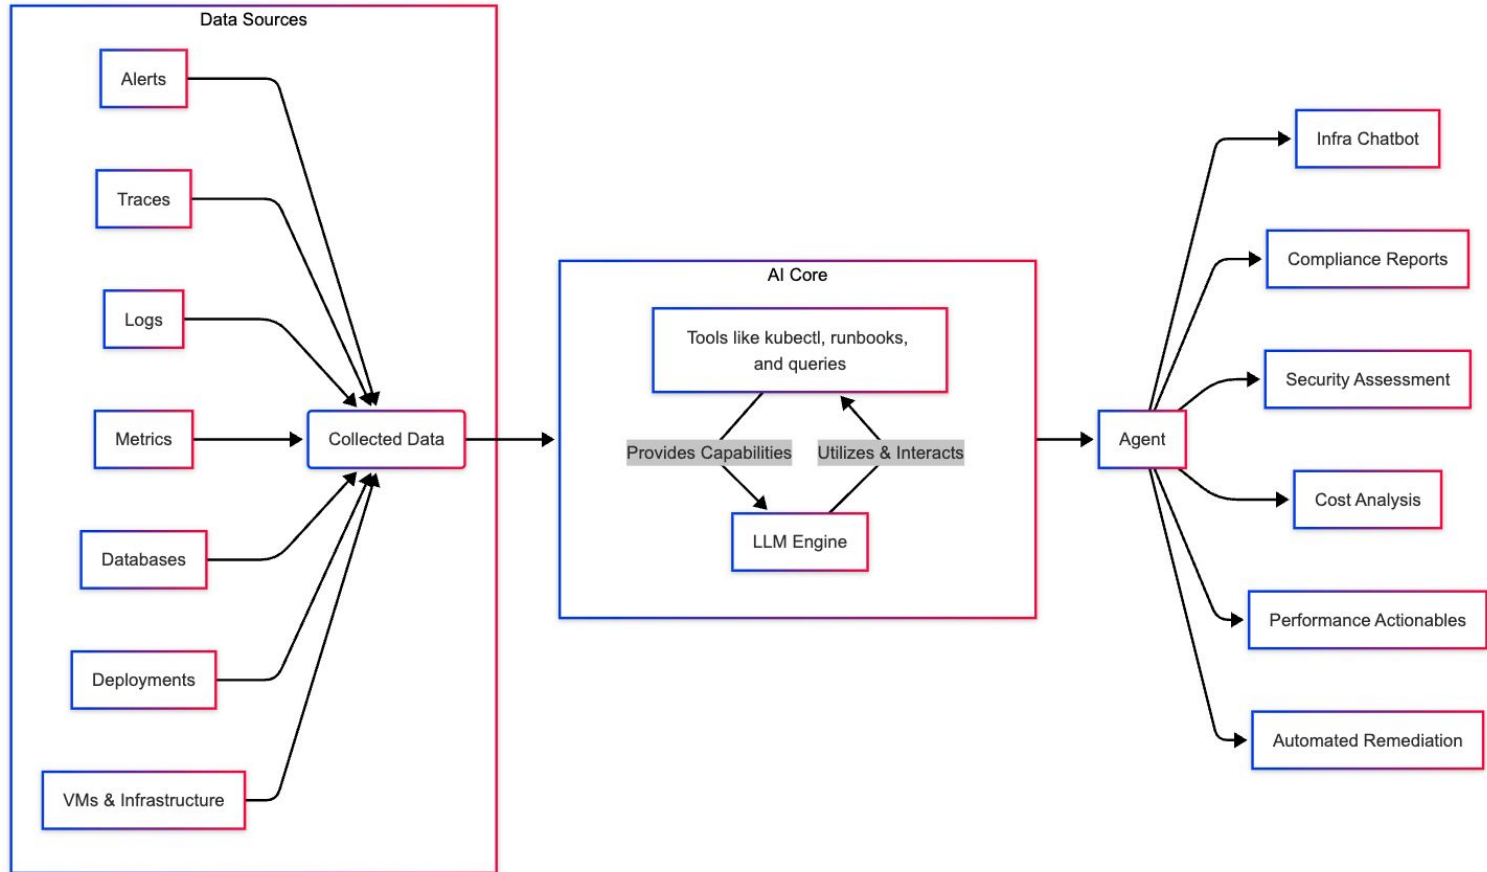 Data Sources
Alerts
Traces
Logs
Metrics
Databases
Deployments
VMs & Infrastructure
Collected Data
AI Core
Tools like kubectl, runbooks,
and queries
Provides Capabilities
Utilizes & Interacts
LLM Engine
Agent
Infra Chatbot
Compliance Reports
Security Assessment
Cost Analysis
Performance Actionables
Automated Remediation